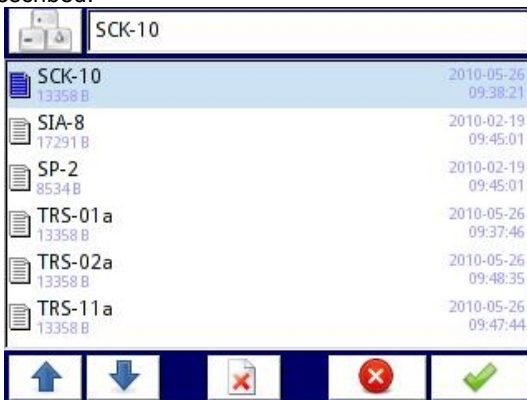 SCK-10
SCK-10 2010-05-26
13358 B 09:38:21
SIA-8 2010-02-19
17291 B 09:45:01
SP-2 2010-02-19
8534 B 09:45:01
TRS-01a 2010-05-26
13358 B 09:37:46
TRS-02a 2010-05-26
13358 B 09:48:35
TRS-11a 2010-05-26
13358 B 09:47:44